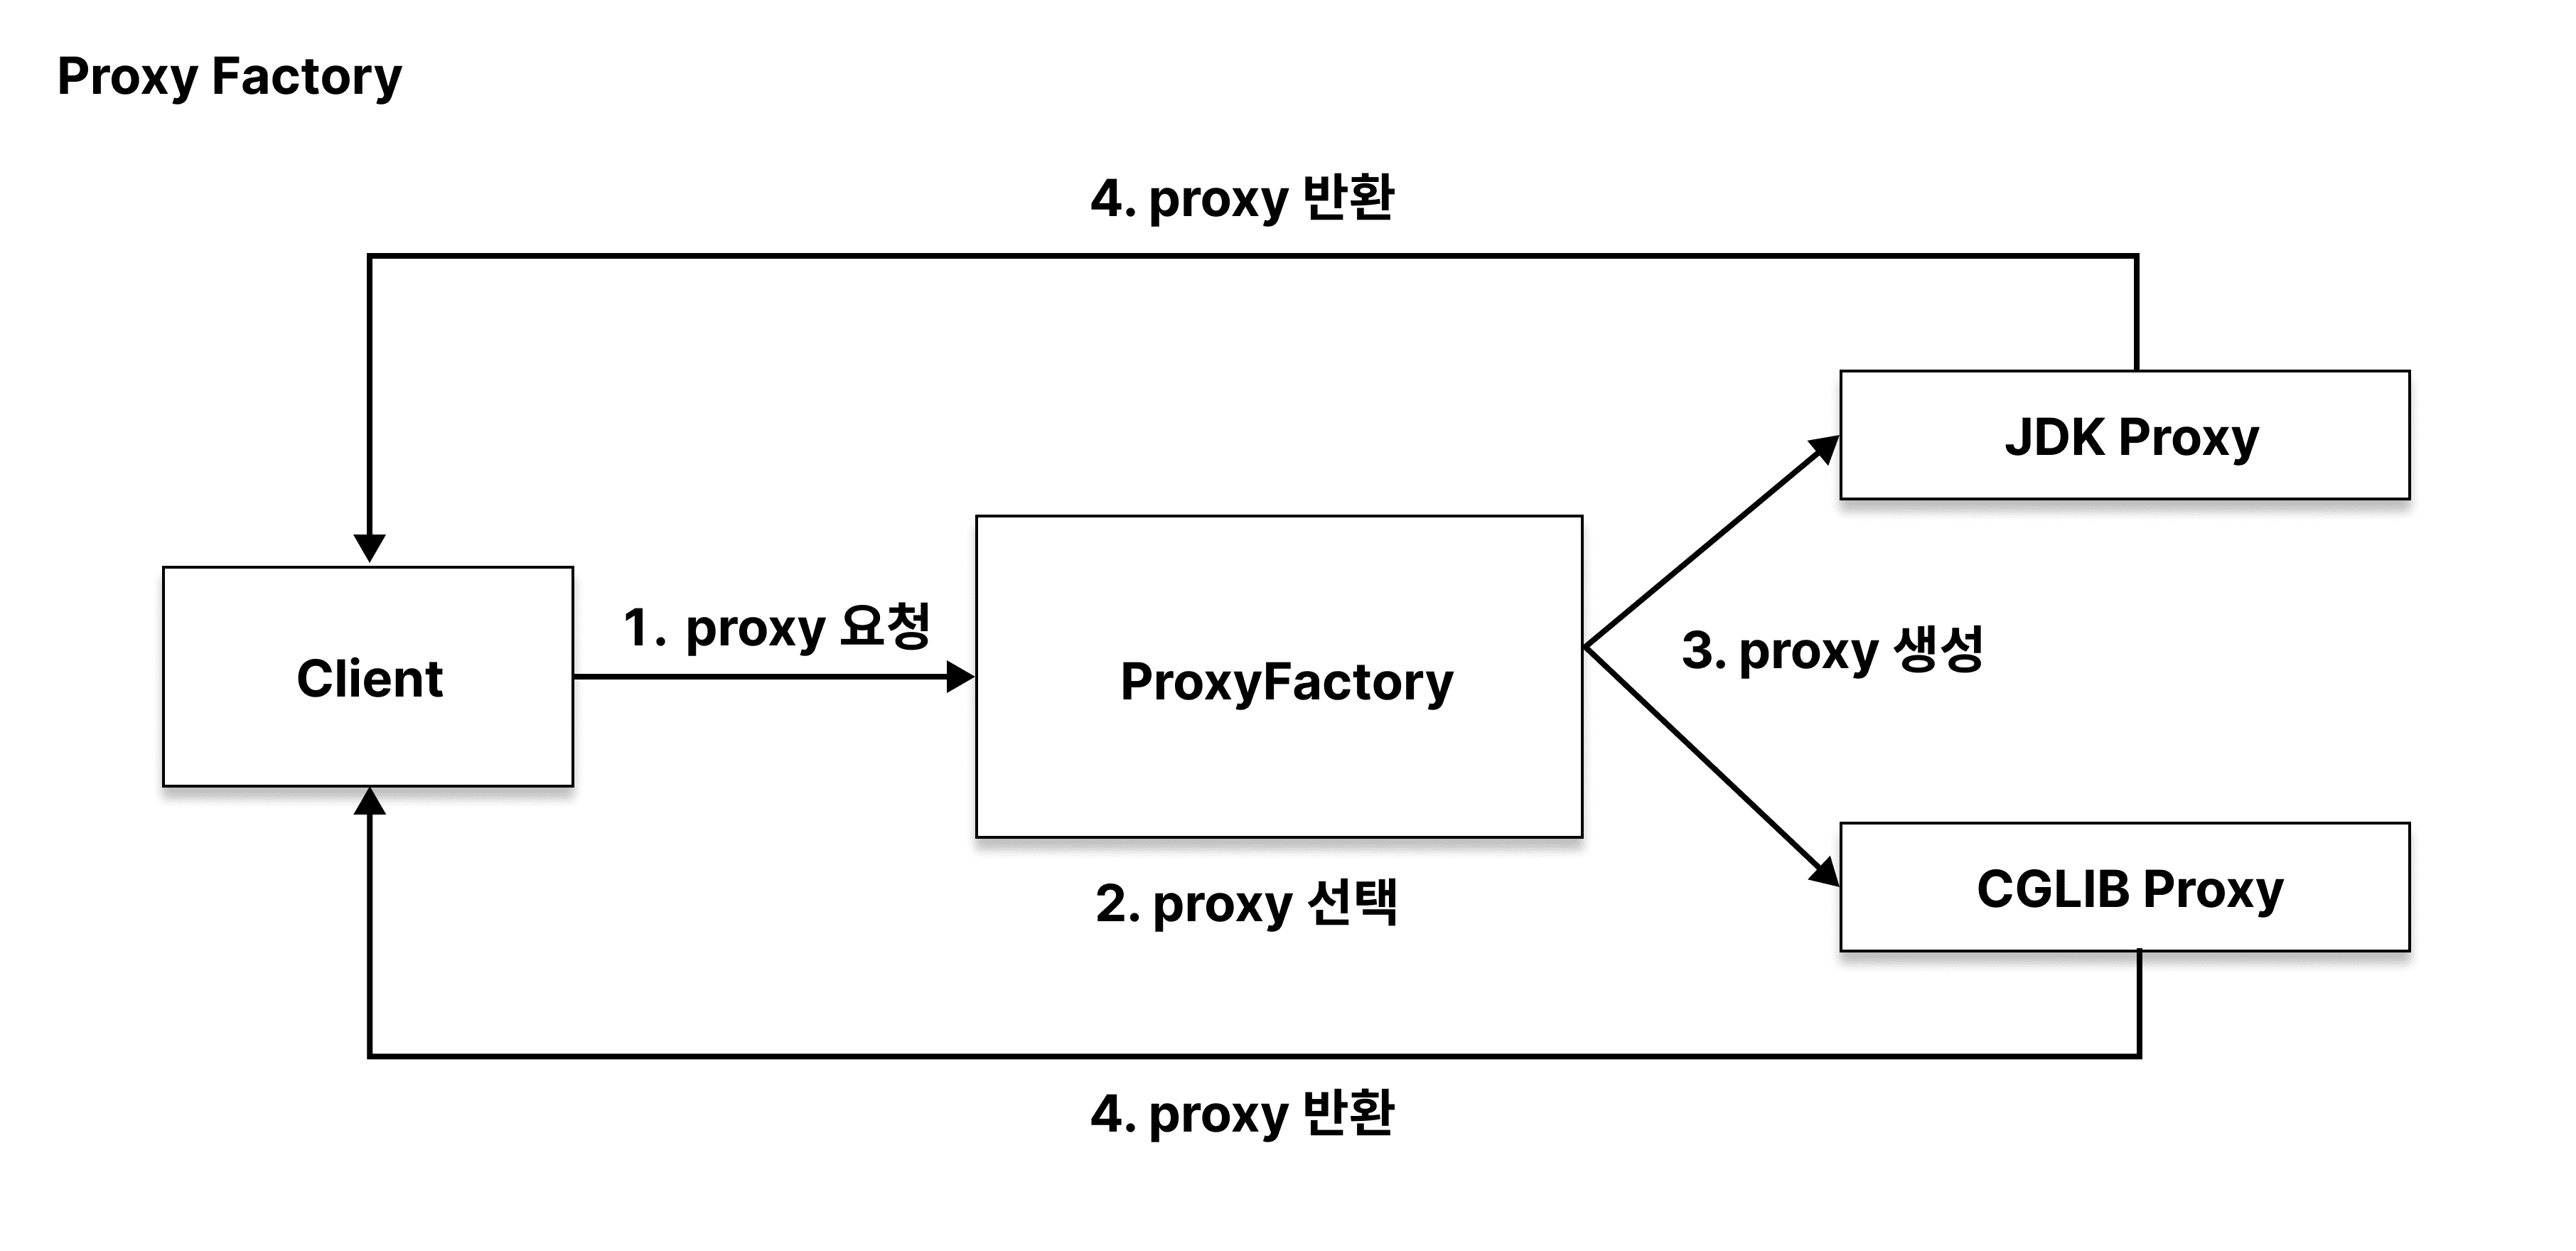 Proxy Factory
4. proxy 반환
JDK Proxy
1. proxy 요청
Client
ProxyFactory
3. proxy 생성
2. proxy 선택
CGLIB Proxy
4. proxy 반환